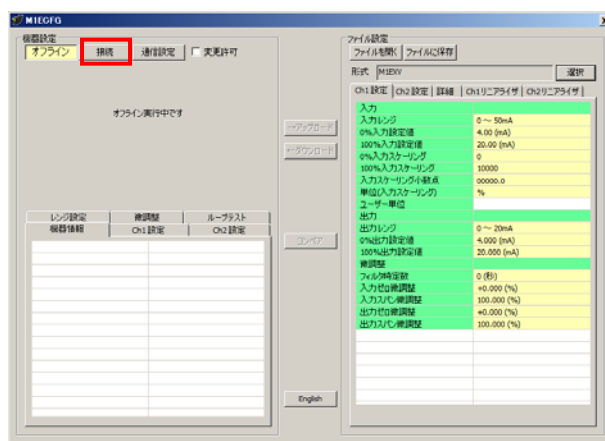 M1ECFG
機器設定
オフライン 接続 通信設定 変更許可
オフライン実行中です
レンジ設定 微調整 ループテスト
機器情報 Ch1設定 Ch2設定
→アップロード
←ダウンロード
コンペア
English
ファイル設定
ファイルを開く ファイルに保存
形式 M1EXV 選択
Ch1設定 Ch2設定 詳細 Ch1リニアライザ Ch2リニアライザ
入力
入力レンジ 0 ～ 50mA
0%入力設定値 4.00 (mA)
100%入力設定値 20.00 (mA)
0%入力スケーリング 0
100%入力スケーリング 10000
入力スケーリング小数点 00000.0
単位(入力スケーリング) %
ユーザー単位
出力
出力レンジ 0 ～ 20mA
0%出力設定値 4.000 (mA)
100%出力設定値 20.000 (mA)
微調整
フィルタ時定数 0 (秒)
入力ゼロ微調整 +0.000 (%)
入力スパン微調整 100.000 (%)
出力ゼロ微調整 +0.000 (%)
出力スパン微調整 100.000 (%)